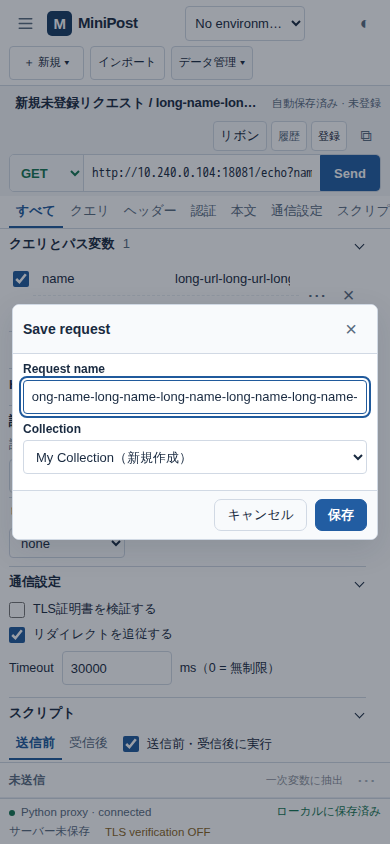 M MiniPost No environm…
＋ 新規 ▾ インポート データ管理 ▾
新規未登録リクエスト / long-name-lon… 自動保存済み · 未登録
リボン 履歴 登録
GET http://10.240.0.104:18081/echo?nam Send
すべて クエリ ヘッダー 認証 本文 通信設定 スクリプ
クエリとパス変数 1
name long-url-long-url-long
Save request ×
Request name
ong-name-long-name-long-name-long-name-long-name-
Collection
My Collection（新規作成）
キャンセル 保存
none
通信設定
TLS証明書を検証する
リダイレクトを追従する
Timeout 30000 ms（0 = 無制限）
スクリプト
送信前 受信後 送信前・受信後に実行
未送信 一次変数に抽出 ···
Python proxy · connected ローカルに保存済み
サーバー未保存 TLS verification OFF